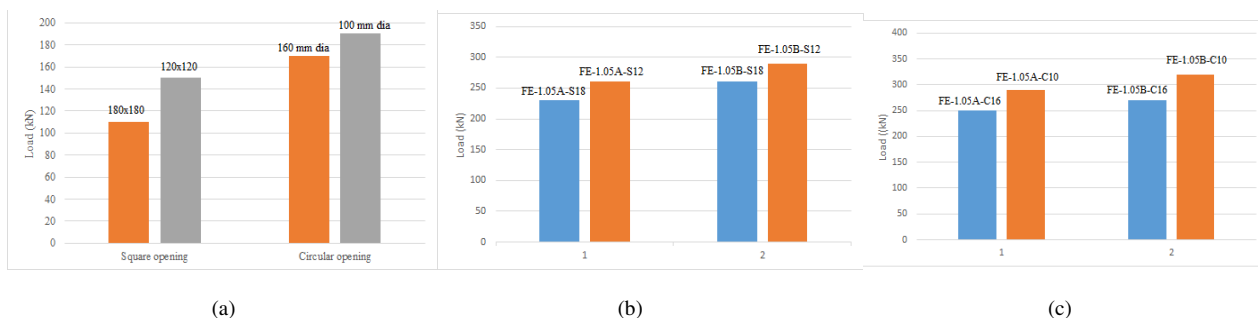 200
180
160
140
120
100
80
60
40
20
0
Load (kN)
180x180
120x120
160 mm dia
100 mm dia
Square opening
Circular opening
(a)
350
300
250
200
150
100
50
0
Load (kN)
FE-1.05A-S18
FE-1.05A-S12
FE-1.05B-S18
FE-1.05B-S12
1
2
(b)
400
350
300
250
200
150
100
50
0
Load ((kN)
FE-1.05A-C16
FE-1.05A-C10
FE-1.05B-C16
FE-1.05B-C10
1
2
(c)